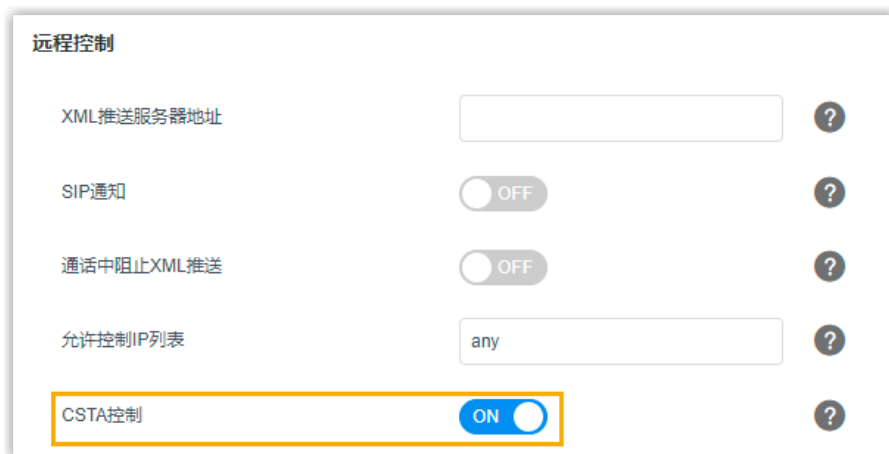 远程控制
XML推送服务器地址 ?
SIP通知 OFF ?
通话中阻止XML推送 OFF ?
允许控制IP列表 any ?
CSTA控制 ON ?